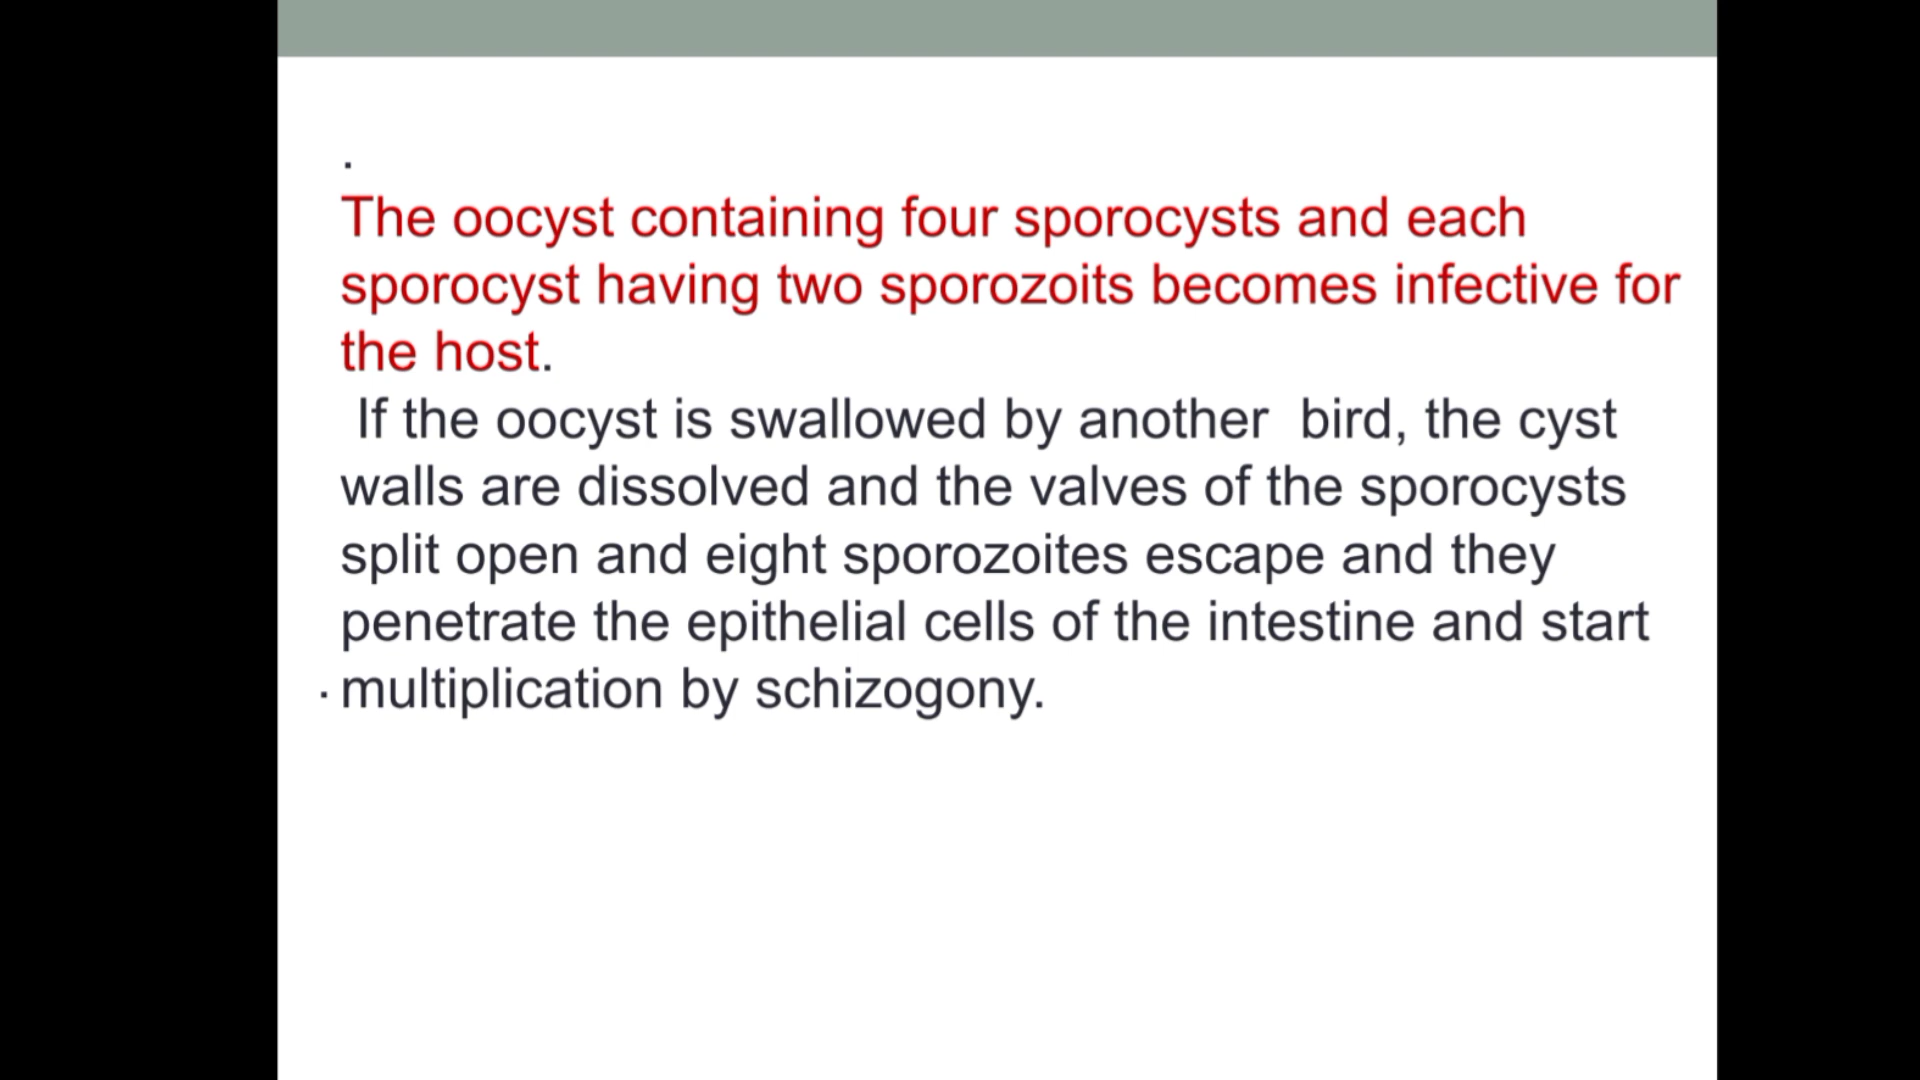 .
The oocyst containing four sporocysts and each
sporocyst having two sporozoits becomes infective for
the host.
If the oocyst is swallowed by another  bird, the cyst
walls are dissolved and the valves of the sporocysts
split open and eight sporozoites escape and they
penetrate the epithelial cells of the intestine and start
· multiplication by schizogony.